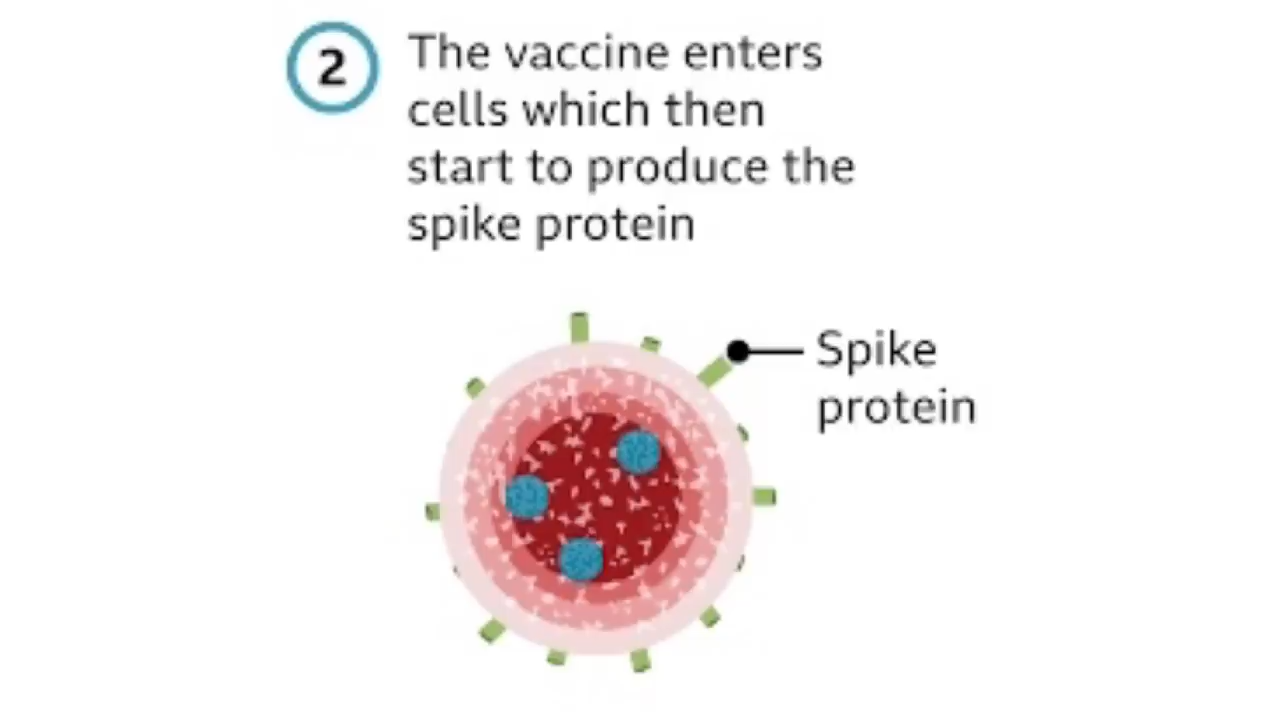 2
The vaccine enters
cells which then
start to produce the
spike protein
Spike
protein